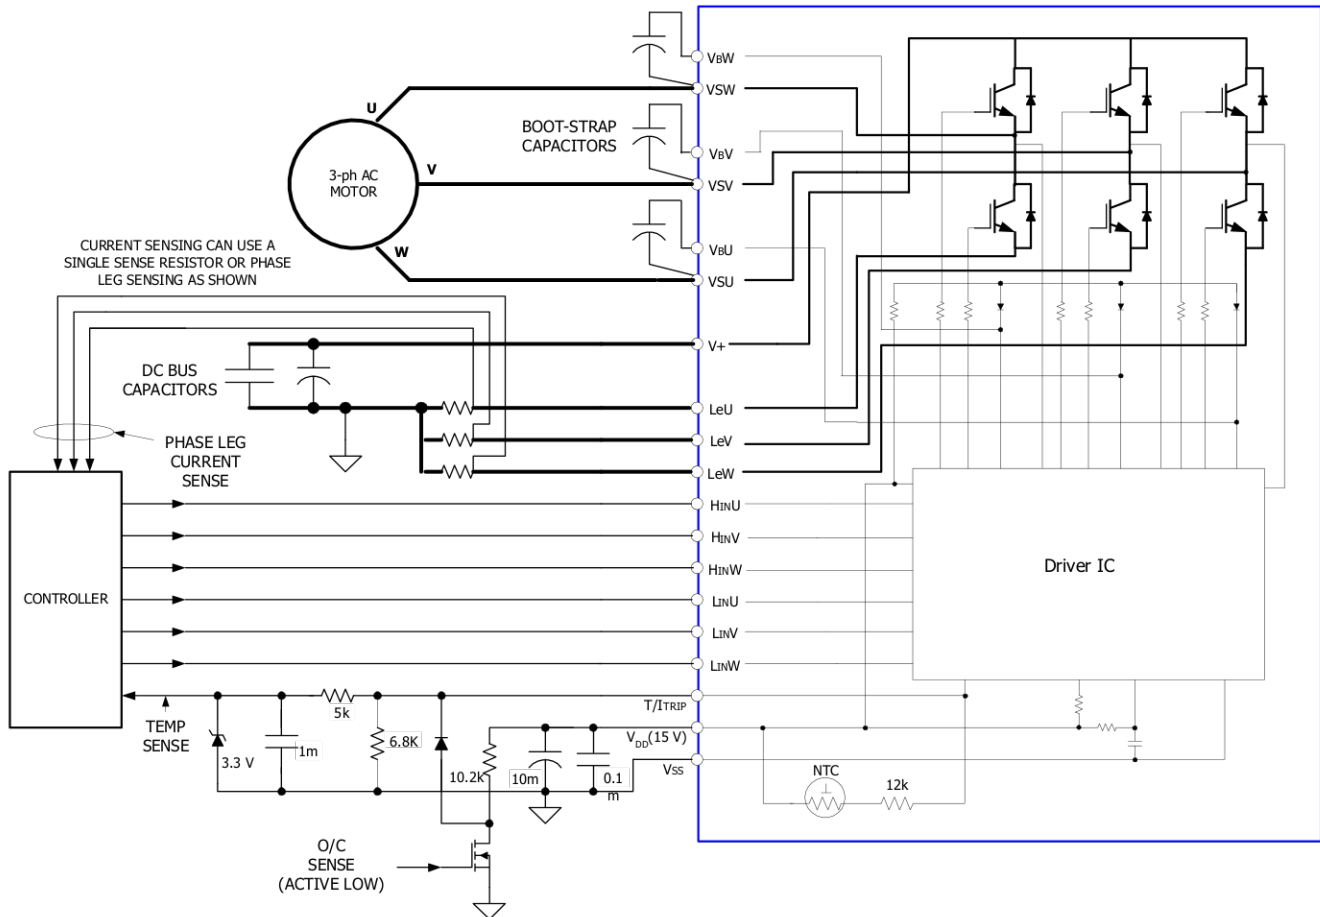 VBW
U
VSW
BOOT-STRAP
CAPACITORS
VBV
3-ph AC
MOTOR
V
VSV
W
VBU
CURRENT SENSING CAN USE A
SINGLE SENSE RESISTOR OR PHASE
LEG SENSING AS SHOWN
VSU
V+
DC BUS
CAPACITORS
LeU
PHASE LEG
CURRENT
SENSE
LeV
LeW
HINU
HINV
HINW
Driver IC
CONTROLLER
LINU
LINV
LINW
T/ITRIP
5k
TEMP
SENSE
6.8K
1m
3.3 V
VDD(15 V)
VSS
10.2k
10m
0.1
m
NTC
12k
O/C
SENSE
(ACTIVE LOW)